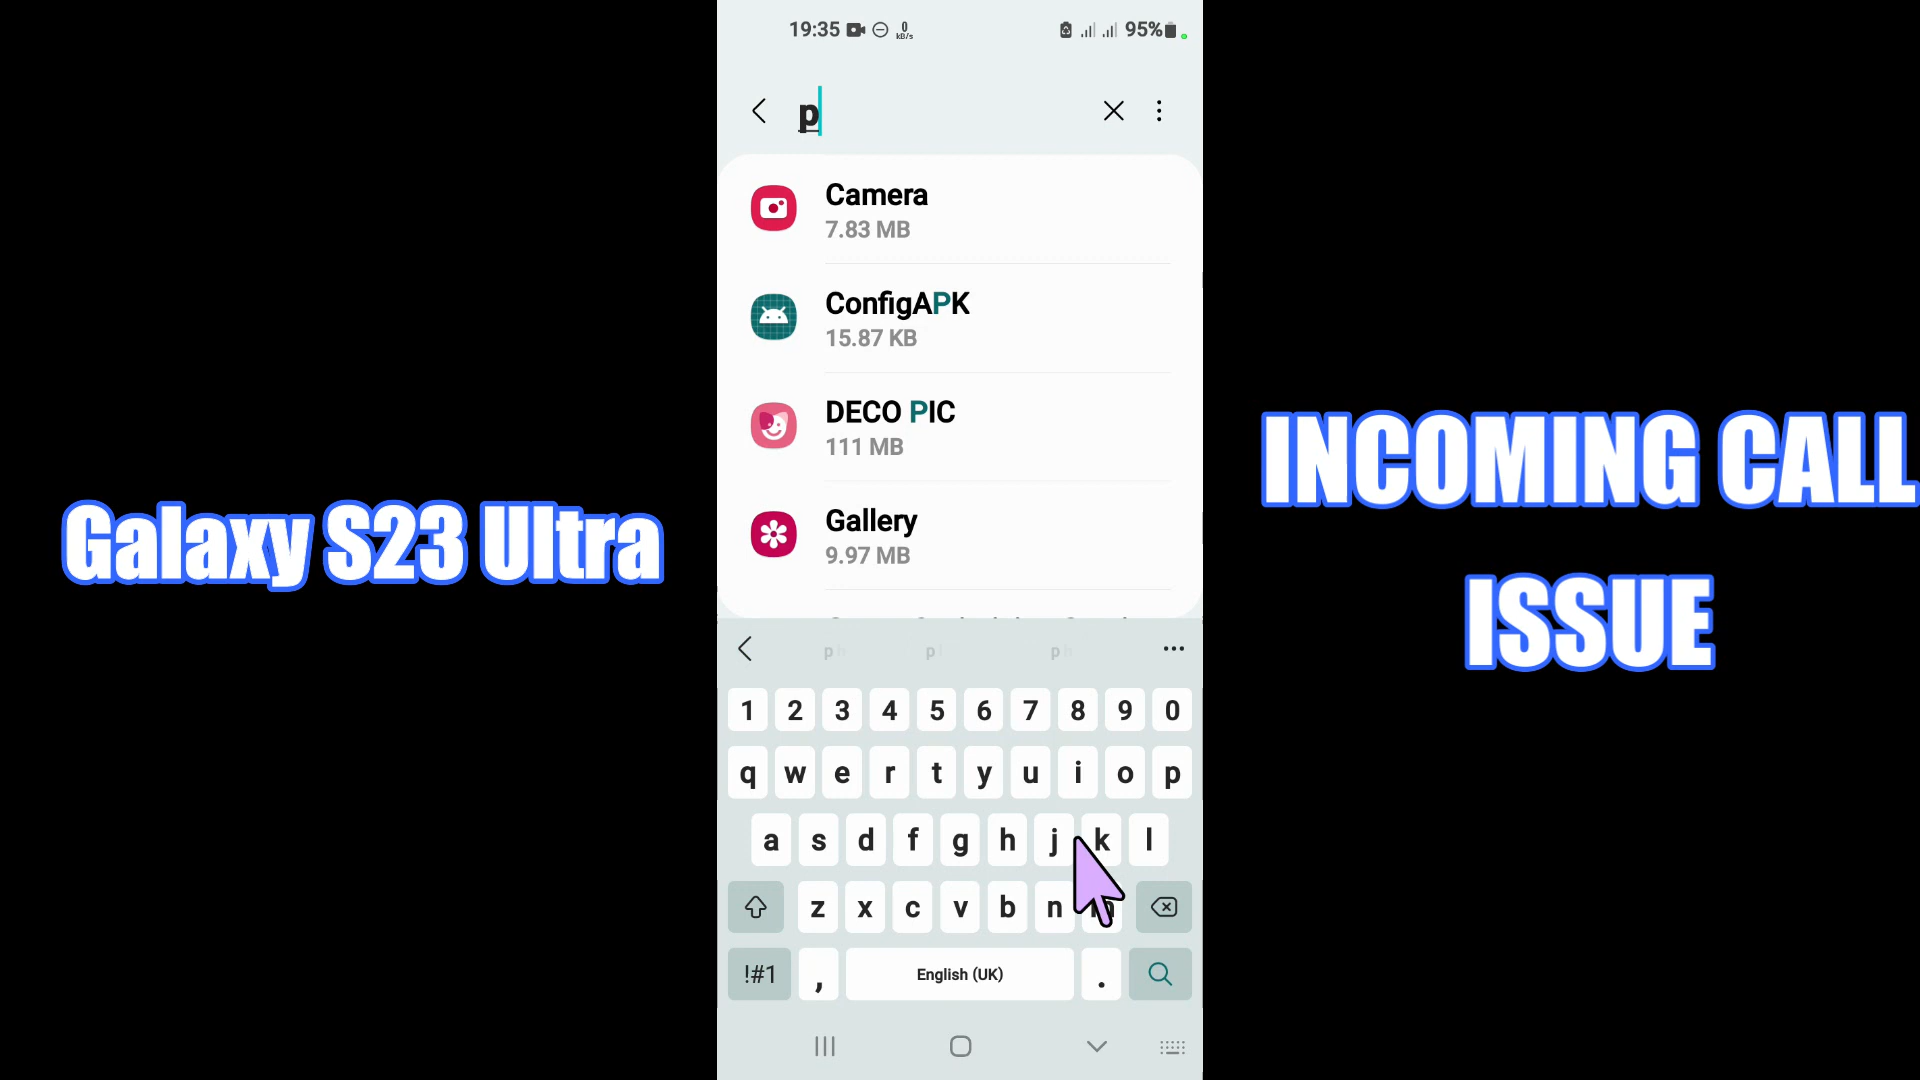 19:35 0 kB/s 95%
p
Camera
7.83 MB
ConfigAPK
15.87 KB
DECO PIC
111 MB
Gallery
9.97 MB
Galaxy S23 Ultra
INCOMING CALL
ISSUE
1 2 3 4 5 6 7 8 9 0
q w e r t y u i o p
a s d f g h j k l
z x c v b n m
!#1 , English (UK) .